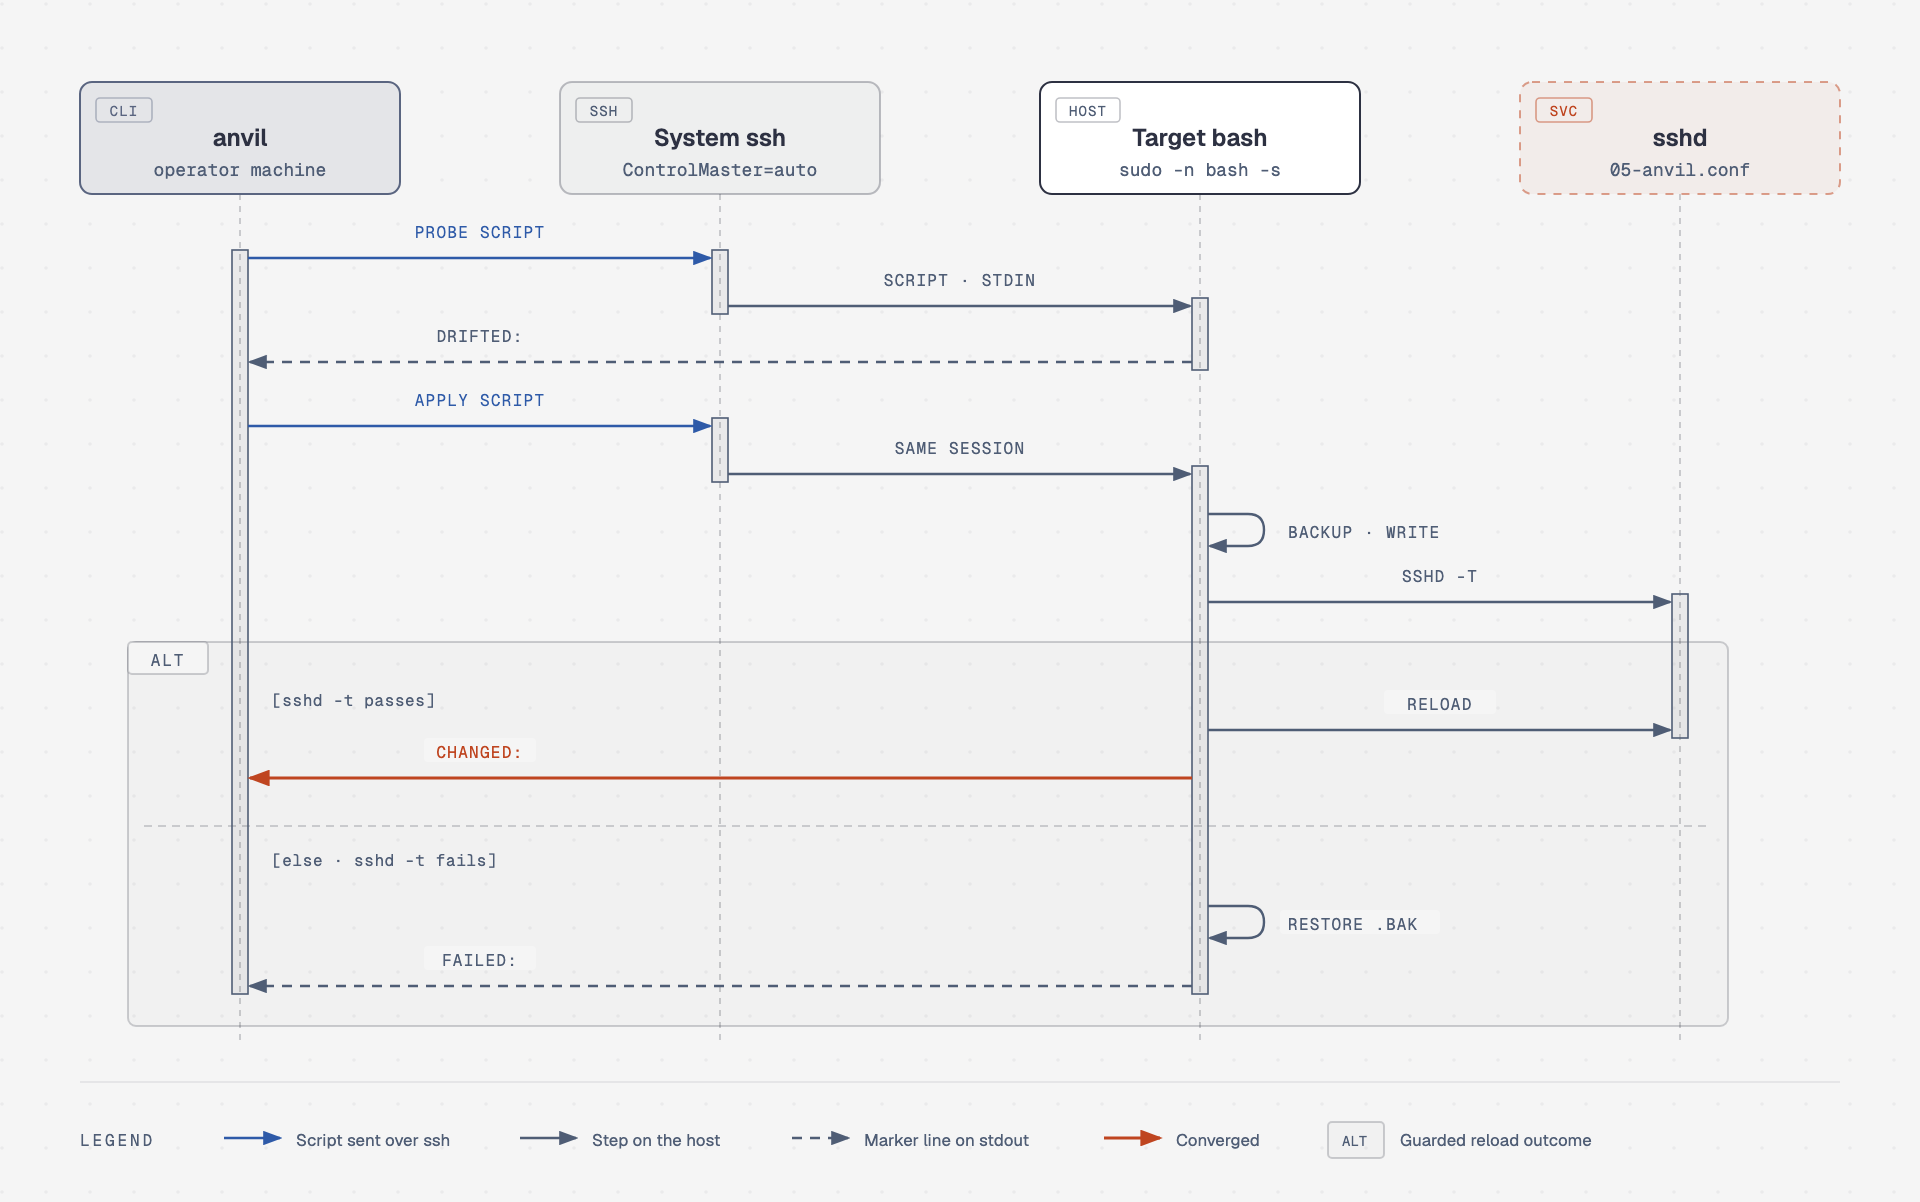 CLI
anvil
operator machine
SSH
System ssh
ControlMaster=auto
HOST
Target bash
sudo -n bash -s
SVC
sshd
05-anvil.conf
PROBE SCRIPT
SCRIPT · STDIN
DRIFTED:
APPLY SCRIPT
SAME SESSION
BACKUP · WRITE
SSHD -T
ALT
[sshd -t passes]
RELOAD
CHANGED:
[else · sshd -t fails]
RESTORE .BAK
FAILED:
LEGEND
Script sent over ssh
Step on the host
Marker line on stdout
Converged
ALT
Guarded reload outcome